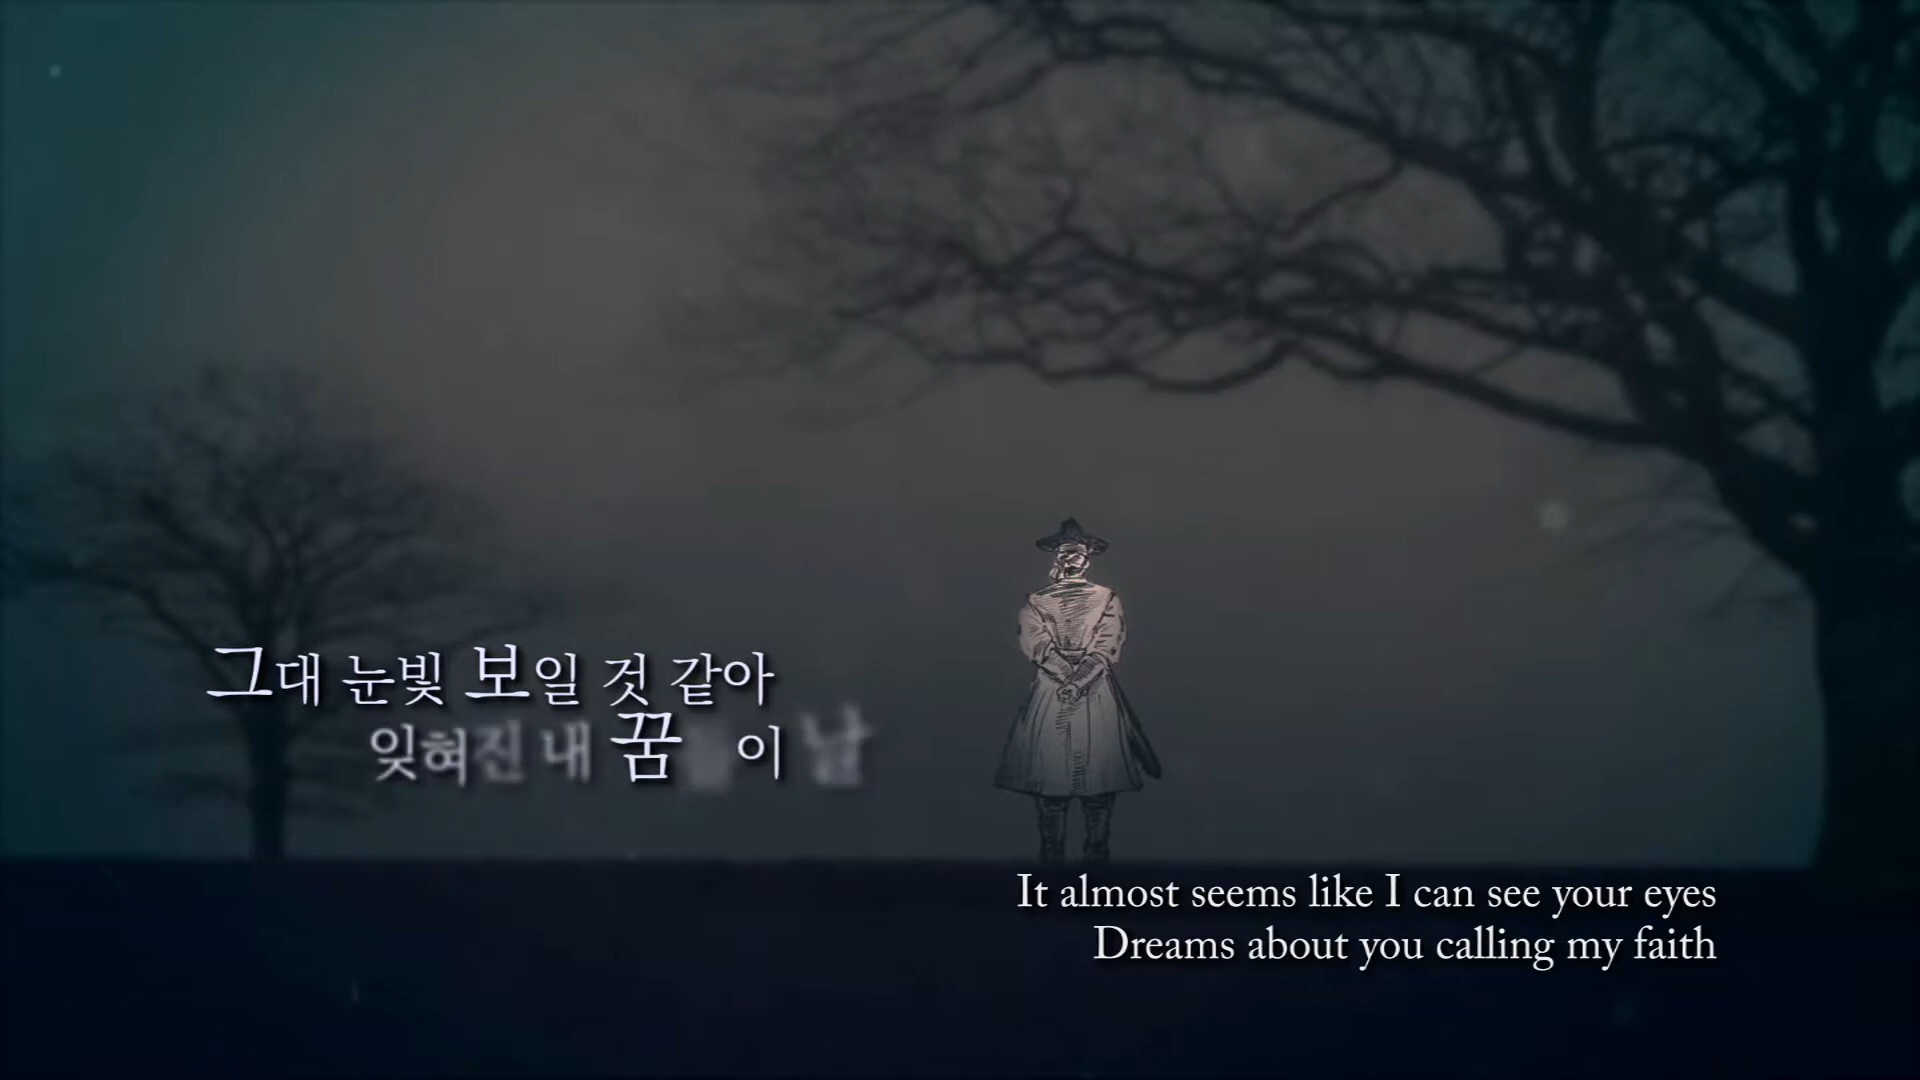 그대 눈빛 보일 것 같아
잊혀진 내 꿈 이 날
It almost seems like I can see your eyes
Dreams about you calling my faith